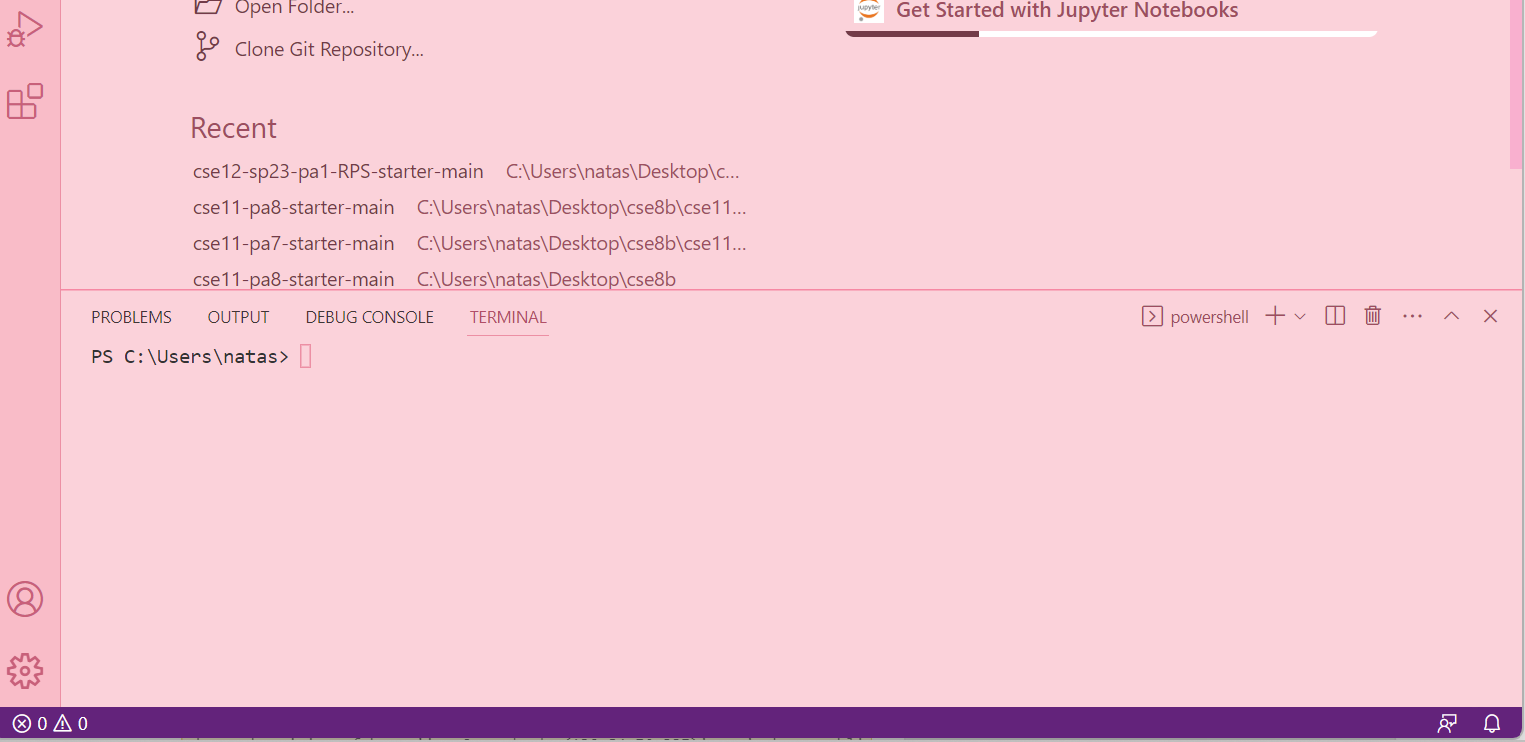 Open Folder...
Jupyter Get Started with Jupyter Notebooks
Clone Git Repository...
Recent
cse12-sp23-pa1-RPS-starter-main C:\Users\natas\Desktop\c...
cse11-pa8-starter-main C:\Users\natas\Desktop\cse8b\cse11...
cse11-pa7-starter-main C:\Users\natas\Desktop\cse8b\cse11...
cse11-pa8-starter-main C:\Users\natas\Desktop\cse8b
PROBLEMS OUTPUT DEBUG CONSOLE TERMINAL powershell
PS C:\Users\natas>
0 0